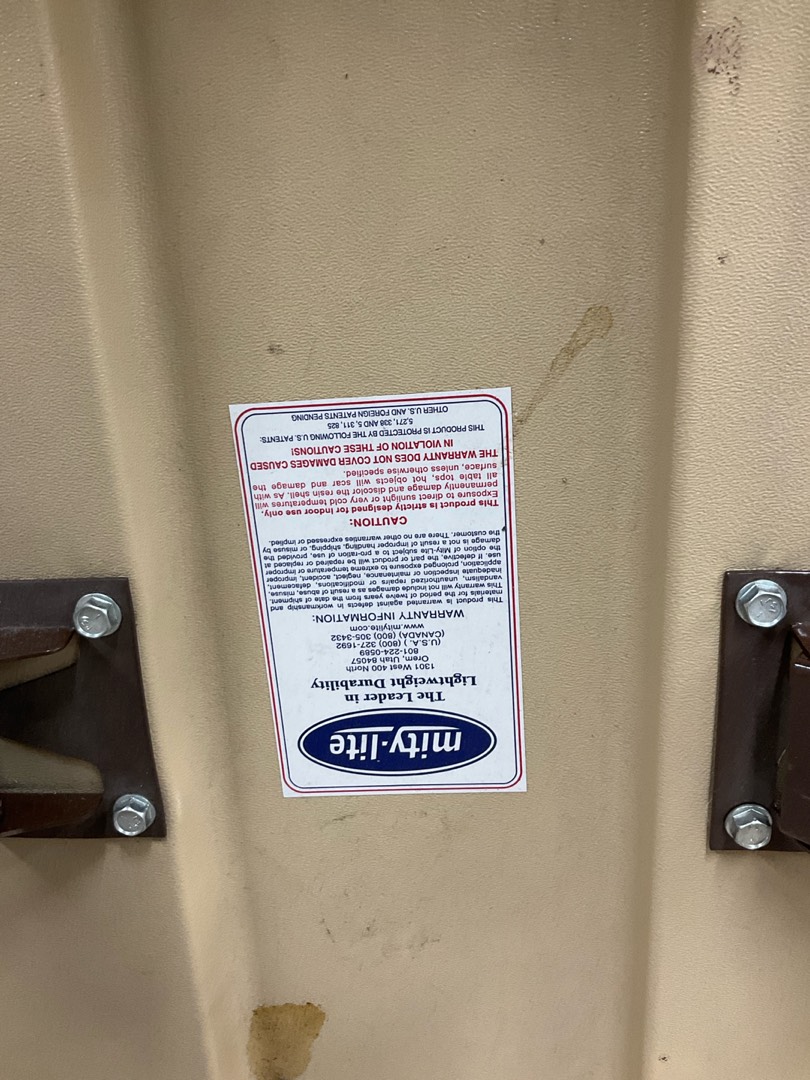 mity-lite
The Leader in
Lightweight Durability
1301 West 400 North
Orem, Utah 84057
801-224-0589
(U.S.A.) (800) 327-1692
(CANADA) (800) 305-3432
www.mitylite.com
WARRANTY INFORMATION:
This product is warranted against defects in workmanship and
materials for the period of twelve years from the date of shipment.
This warranty will not include damages as a result of abuse, misuse,
vandalism, unauthorized repairs or modifications, defacement,
inadequate inspection or maintenance, neglect, accident, improper
application, prolonged exposure to extreme temperature or improper
use. If defective, the part or product will be repaired or replaced at
the option of Mity-Lite subject to a pro-ration of use, provided the
damage is not a result of improper handling, shipping, or misuse by
the customer. There are no other warranties expressed or implied.
CAUTION:
This product is strictly designed for indoor use only.
Exposure to direct sunlight or very cold temperatures will
permanently damage and discolor the resin shell. As with
all table tops, hot objects will scar and damage the
surface, unless otherwise specified.
THE WARRANTY DOES NOT COVER DAMAGES CAUSED
IN VIOLATION OF THESE CAUTIONS!
THIS PRODUCT IS PROTECTED BY THE FOLLOWING U.S. PATENTS:
5,271,338 AND 5,311,825
OTHER U.S. AND FOREIGN PATENTS PENDING